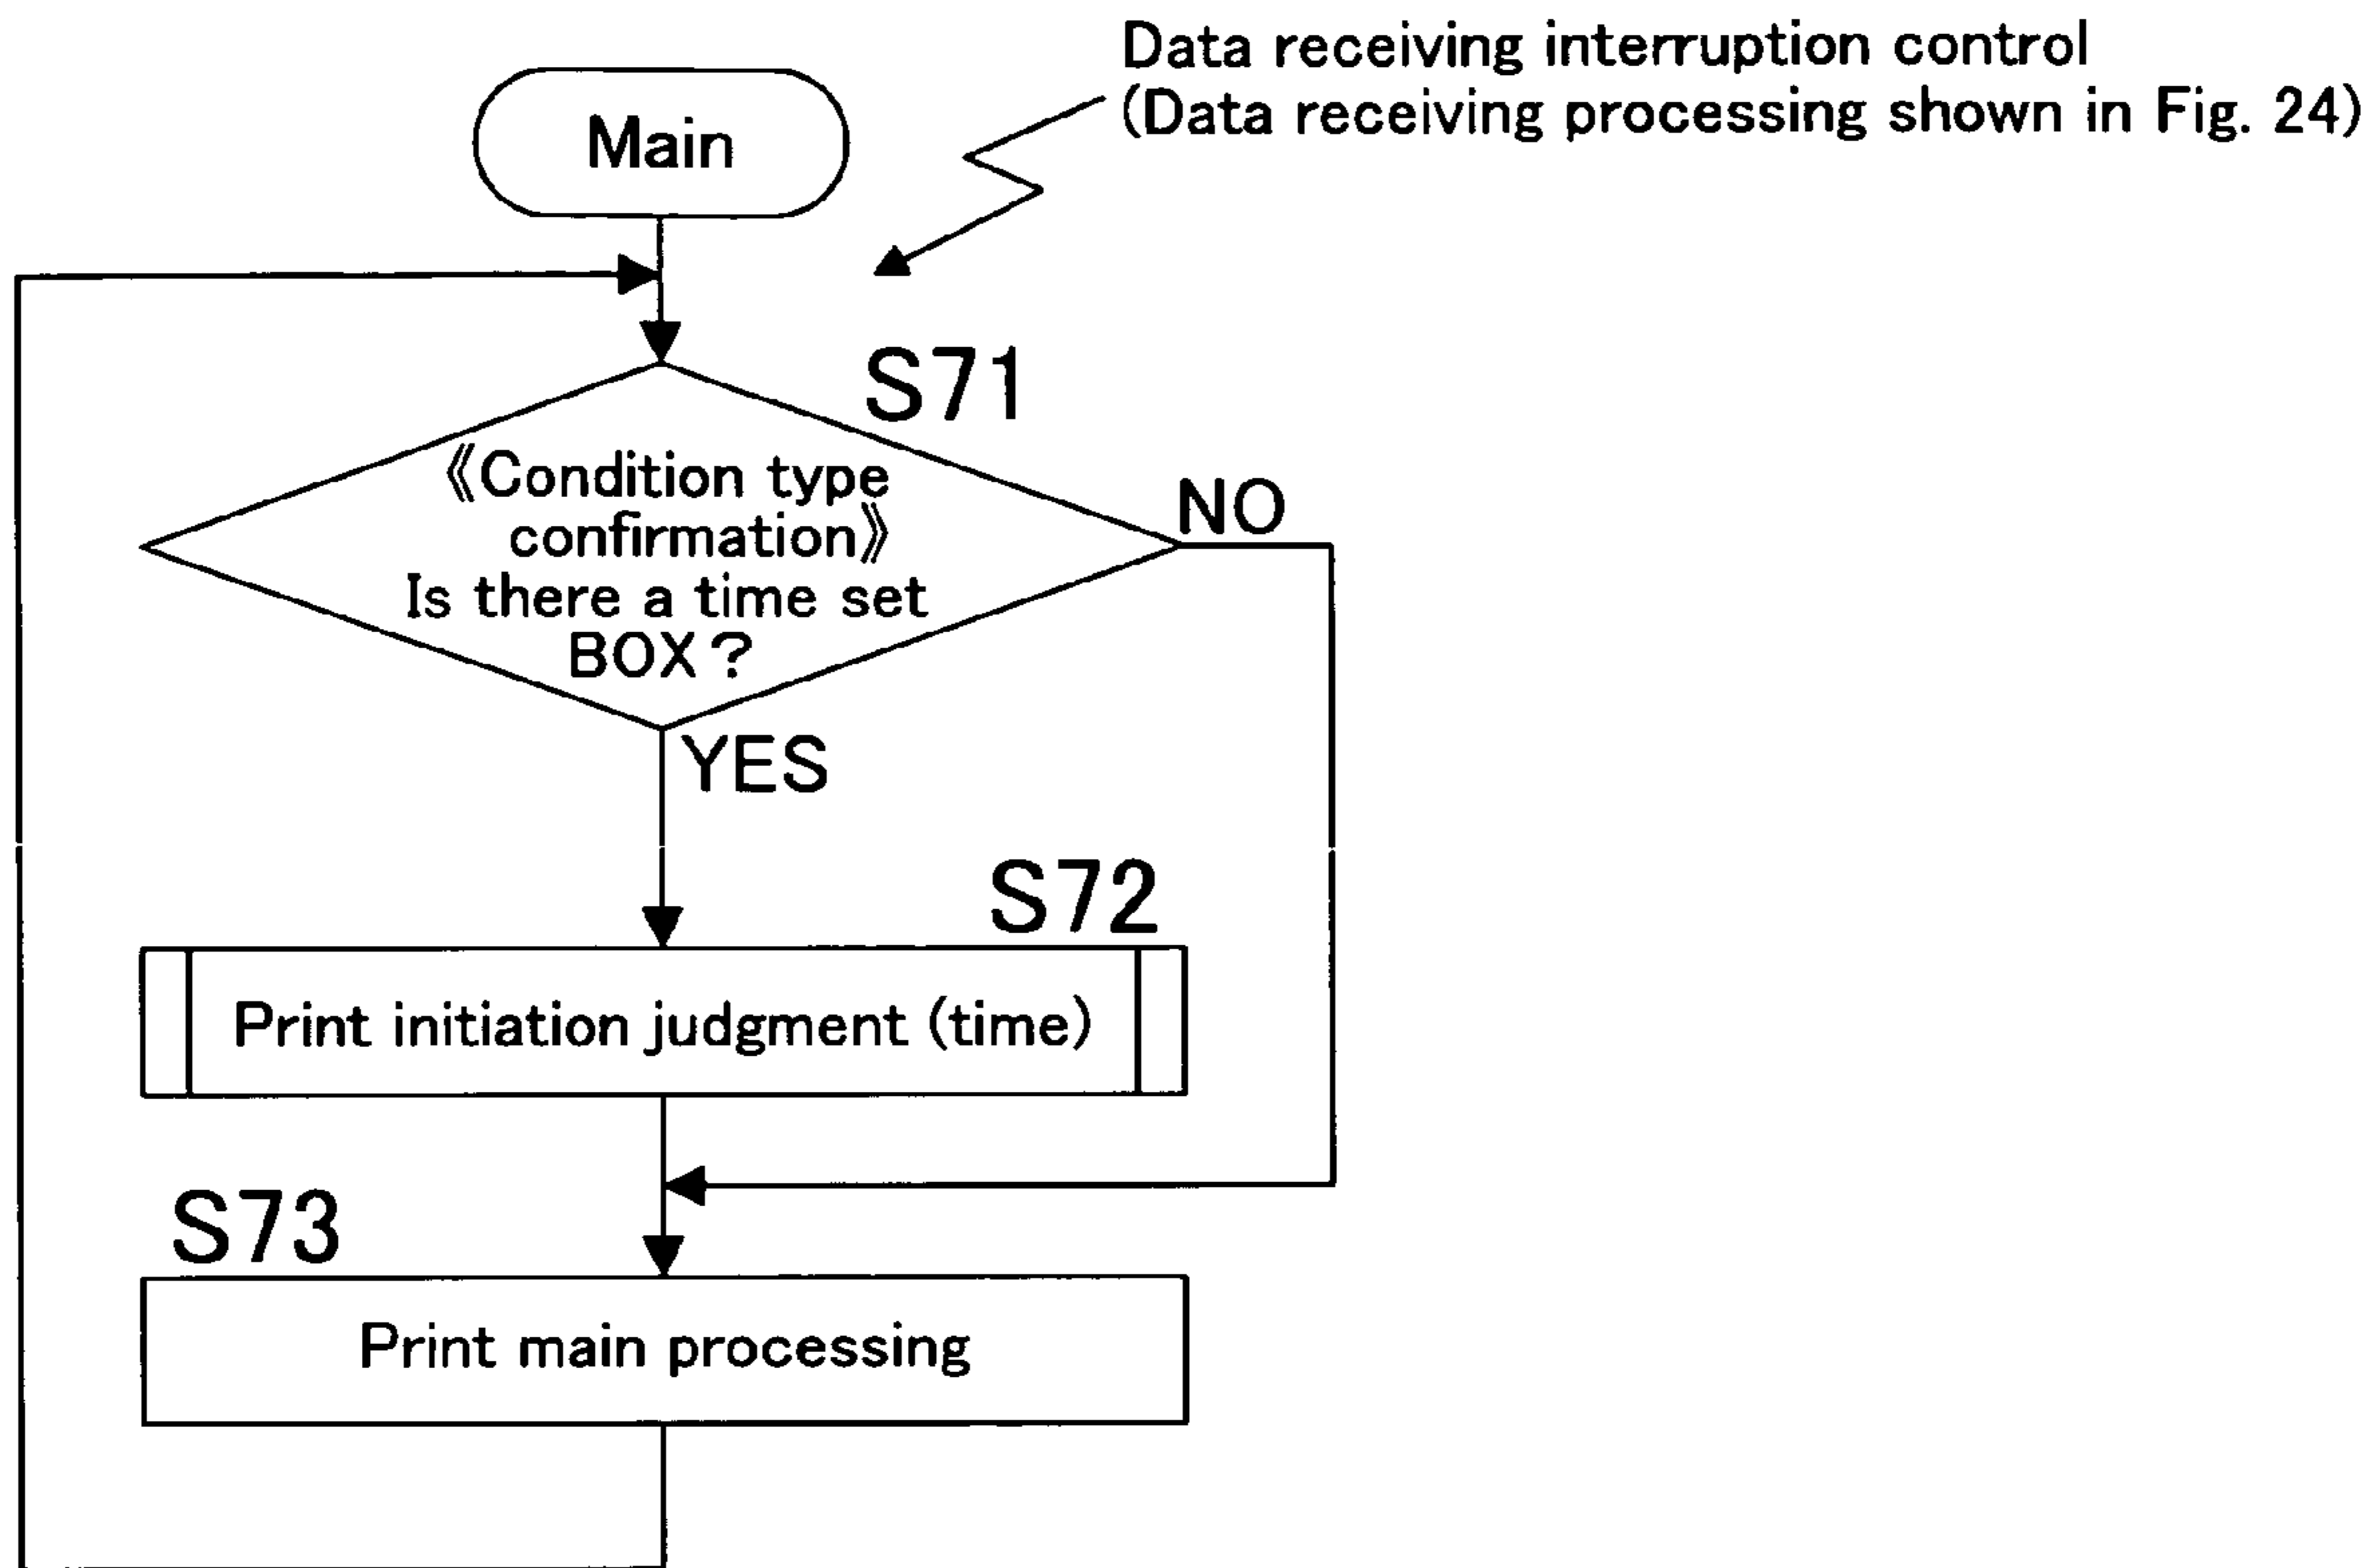 Data receiving interruption control
(Data receiving processing shown in Fig. 24)
Main
S71
《Condition type
confirmation》
Is there a time set
BOX?
NO
YES
S72
Print initiation judgment (time)
S73
Print main processing